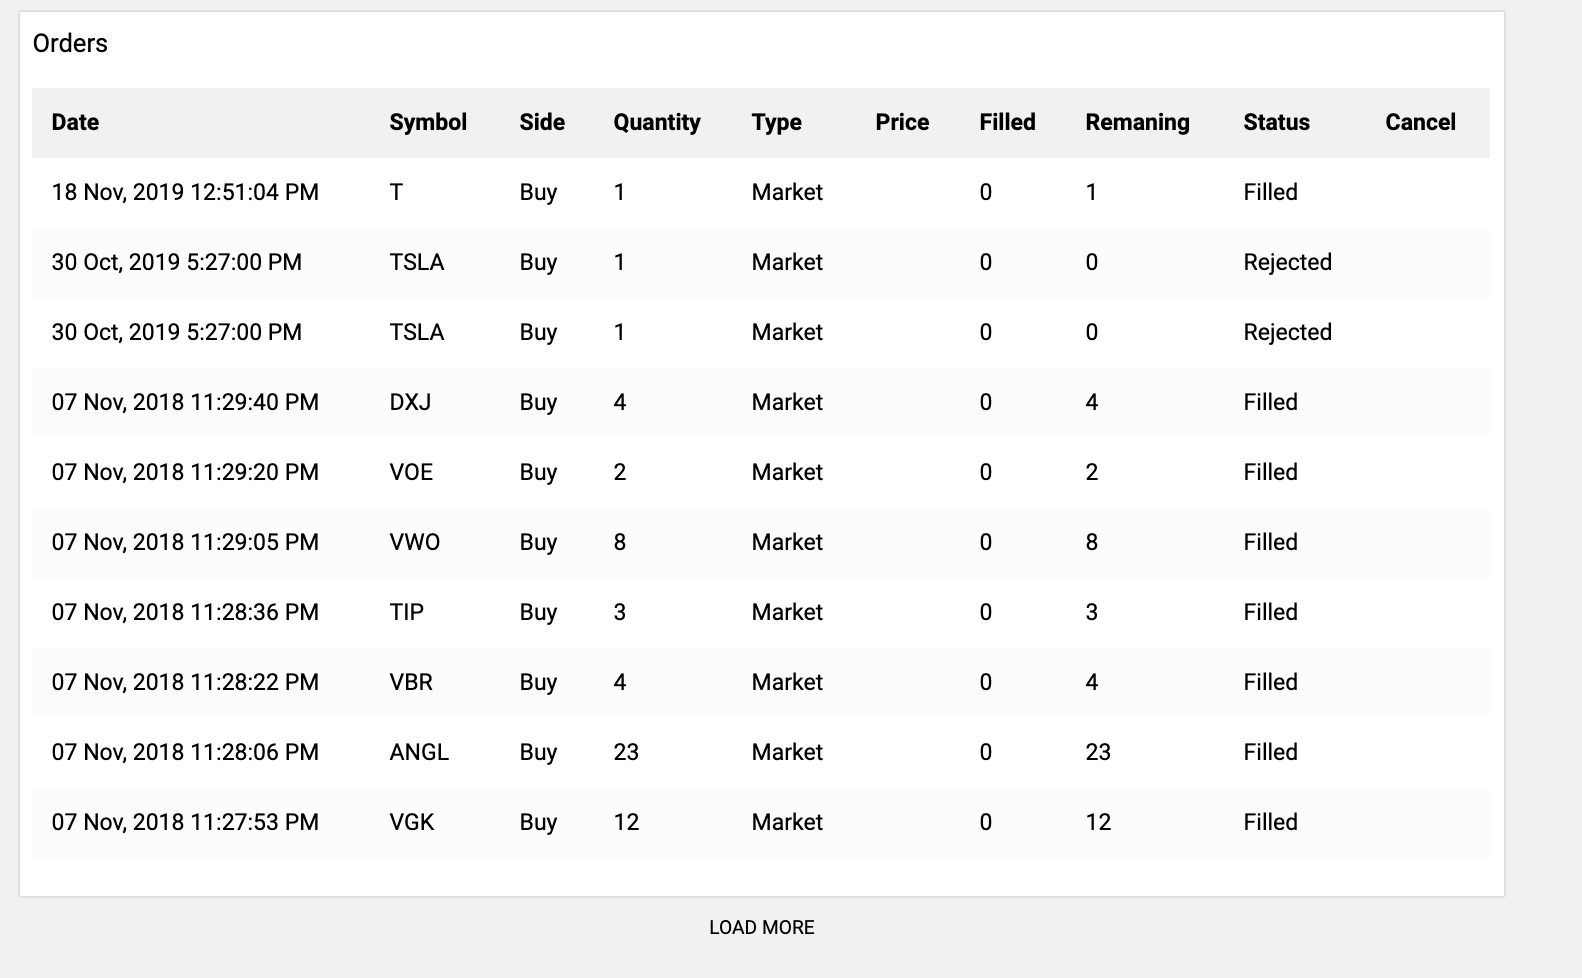 Orders
Date Symbol Side Quantity Type Price Filled Remaning Status Cancel
18 Nov, 2019 12:51:04 PM T Buy 1 Market 0 1 Filled
30 Oct, 2019 5:27:00 PM TSLA Buy 1 Market 0 0 Rejected
30 Oct, 2019 5:27:00 PM TSLA Buy 1 Market 0 0 Rejected
07 Nov, 2018 11:29:40 PM DXJ Buy 4 Market 0 4 Filled
07 Nov, 2018 11:29:20 PM VOE Buy 2 Market 0 2 Filled
07 Nov, 2018 11:29:05 PM VWO Buy 8 Market 0 8 Filled
07 Nov, 2018 11:28:36 PM TIP Buy 3 Market 0 3 Filled
07 Nov, 2018 11:28:22 PM VBR Buy 4 Market 0 4 Filled
07 Nov, 2018 11:28:06 PM ANGL Buy 23 Market 0 23 Filled
07 Nov, 2018 11:27:53 PM VGK Buy 12 Market 0 12 Filled
LOAD MORE